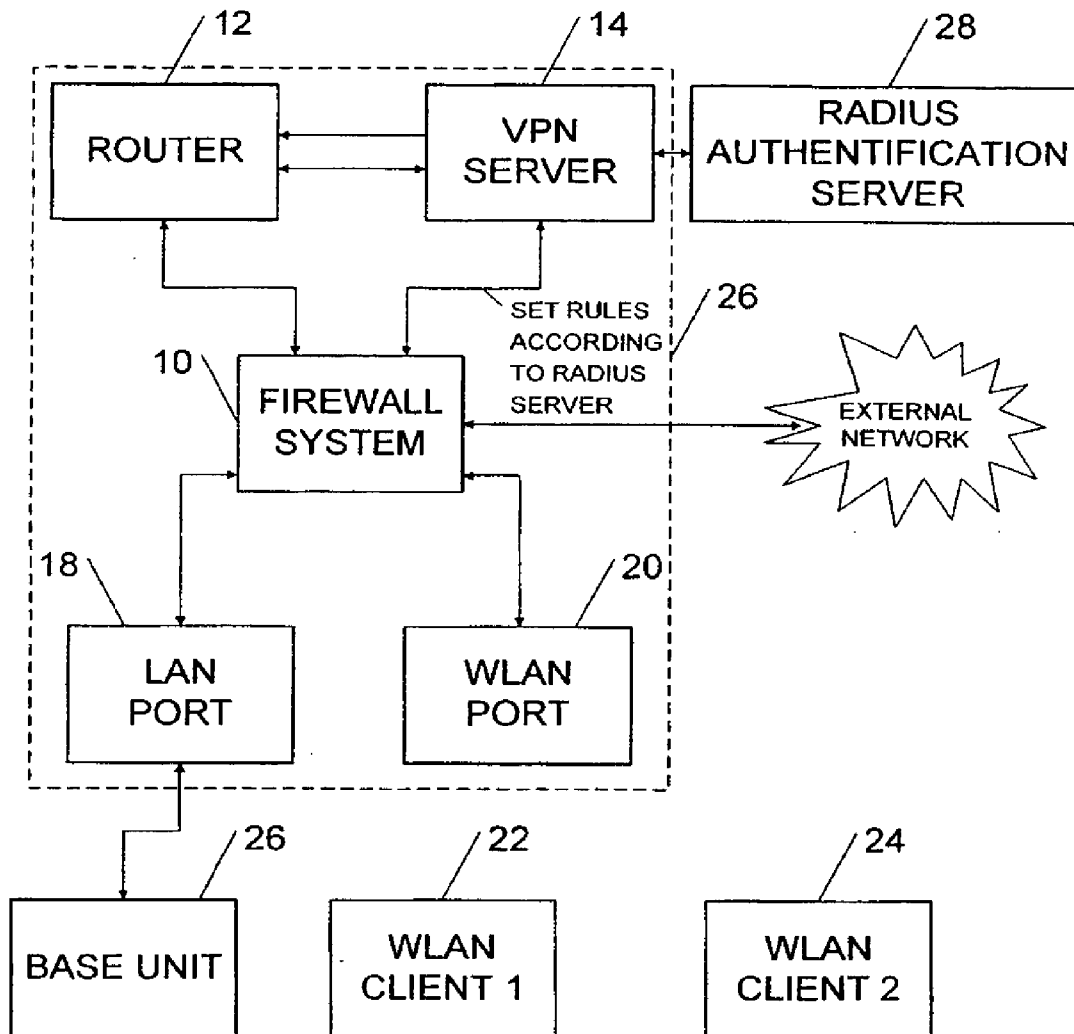 12
14
28
ROUTER
VPN
SERVER
RADIUS
AUTHENTIFICATION
SERVER
SET RULES
ACCORDING
TO RADIUS
SERVER
26
10
FIREWALL
SYSTEM
EXTERNAL
NETWORK
18
20
LAN
PORT
WLAN
PORT
26
22
24
BASE UNIT
WLAN
CLIENT 1
WLAN
CLIENT 2